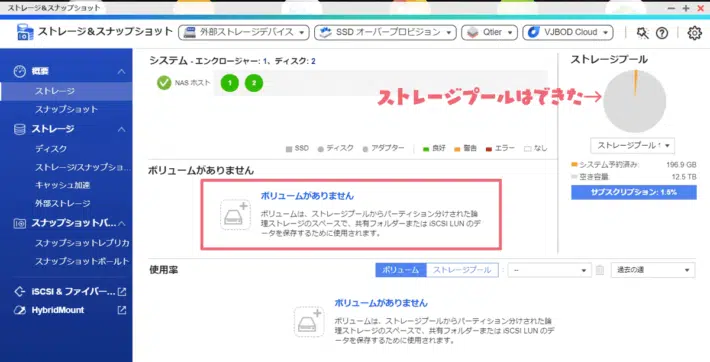 ストレージ&スナップショット
ストレージ&スナップショット
外部ストレージデバイス
SSD オーバープロビジョン
Qtier
VJBOD Cloud
概要
ストレージ
スナップショット
ストレージ
ディスク
ストレージ/スナップショ...
キャッシュ加速
外部ストレージ
スナップショットバ...
スナップショットレプリカ
スナップショットボールト
iSCSI & ファイバー...
HybridMount
システム - エンクロージャー: 1、ディスク: 2
NAS ホスト
1
2
SSD
ディスク
アダプター
良好
警告
エラー
なし
ストレージプールはできた→
ストレージプール
ストレージプール 1
システム予約済み: 196.9 GB
空き容量: 12.5 TB
サブスクリプション: 1.6%
ボリュームがありません
ボリュームがありません
ボリュームは、ストレージプールからパーティション分けされた論
理ストレージのスペースで、共有フォルダーまたは iSCSI LUN のデ
ータを保存するために使用されます。
使用率
ボリューム
ストレージプール
:
--
過去の週
ボリュームがありません
ボリュームは、ストレージプールからパーティション分けされた論
理ストレージのスペースで、共有フォルダーまたは iSCSI LUN のデ
ータを保存するために使用されます。